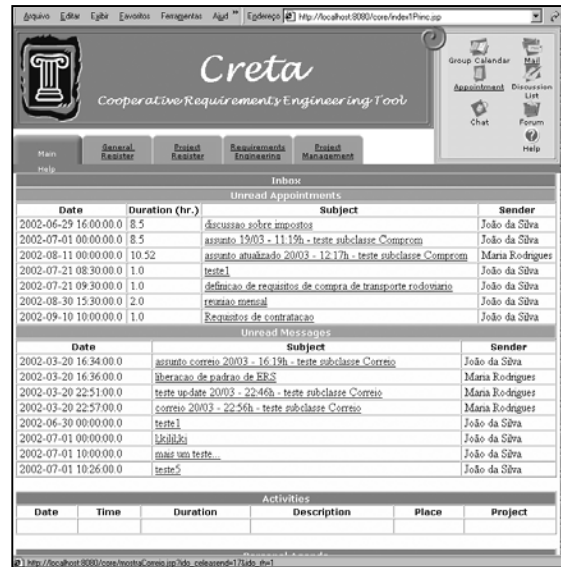 Arquivo Editar Exibir Favoritos Ferramentas Ajud » Endereço http://localhost:8080/core/index1Princ.jsp
Creta
Cooperative Requirements Engineering Tool
Group Calendar Mail
Appointment Discussion List
Chat Forum
Help
Main General Register Project Register Requirements Engineering Project Management
Help
Inbox
Unread Appointments
Date Duration (hr.) Subject Sender
2002-06-29 16:00:00.0 8.5 discussao sobre impostos João da Silva
2002-07-01 00:00:00.0 8.5 assunto 19/03 - 11:19h - teste subclasse Comprom João da Silva
2002-08-11 00:00:00.0 10.52 assunto atualizado 20/03 - 12:17h - teste subclasse Comprom Maria Rodrigues
2002-07-21 08:30:00.0 1.0 teste1 João da Silva
2002-07-21 09:30:00.0 1.0 definicao de requisitos de compra de transporte rodoviario João da Silva
2002-08-30 15:30:00.0 2.0 reuniao mensal João da Silva
2002-09-10 10:00:00.0 1.0 Requisitos de contratacao João da Silva
Unread Messages
Date Subject Sender
2002-03-20 16:34:00.0 assunto correio 20/03 - 16:19h - teste subclasse Correio João da Silva
2002-03-20 16:36:00.0 liberacao de padrao de ERS Maria Rodrigues
2002-03-20 22:51:00.0 teste update 20/03 - 22:46h - teste subclasse Correio Maria Rodrigues
2002-03-20 22:57:00.0 correio 20/03 - 22:56h - teste subclasse Correio Maria Rodrigues
2002-06-30 00:00:00.0 teste1 João da Silva
2002-07-01 00:00:00.0 João da Silva
2002-07-01 10:00:00.0 mais um teste... João da Silva
2002-07-01 10:26:00.0 teste5 João da Silva
Activities
Date Time Duration Description Place Project
Personal Agenda